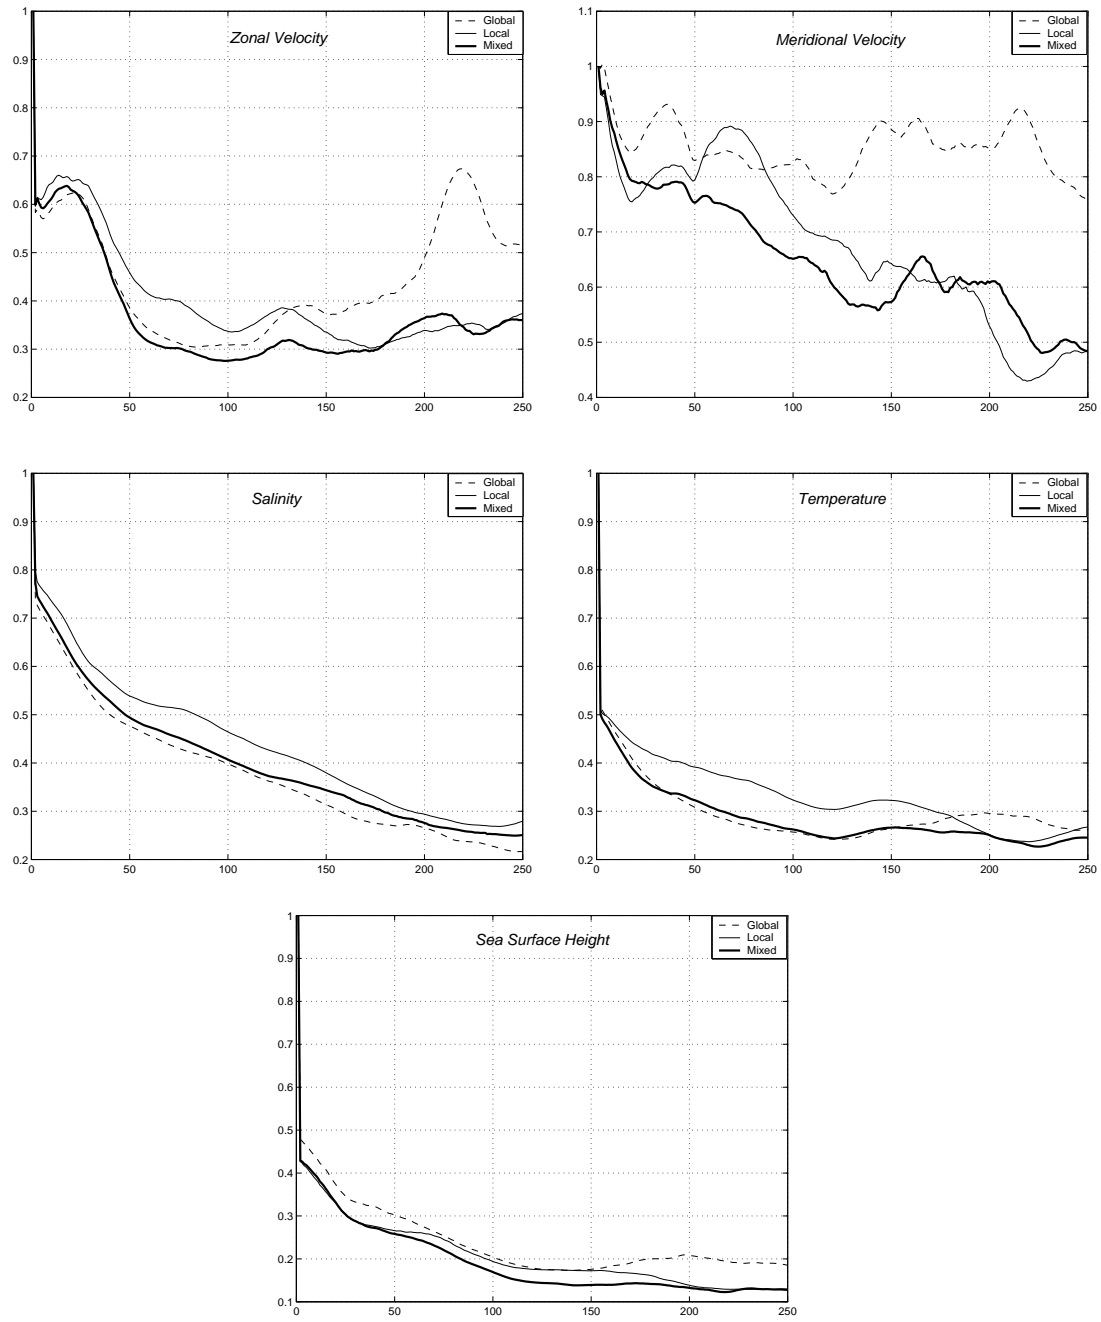 Zonal Velocity
Global
Local
Mixed
1
0.9
0.8
0.7
0.6
0.5
0.4
0.3
0.2
0 50 100 150 200 250
Meridional Velocity
Global
Local
Mixed
1.1
1
0.9
0.8
0.7
0.6
0.5
0.4
0 50 100 150 200 250
Salinity
Global
Local
Mixed
1
0.9
0.8
0.7
0.6
0.5
0.4
0.3
0.2
0 50 100 150 200 250
Temperature
Global
Local
Mixed
1
0.9
0.8
0.7
0.6
0.5
0.4
0.3
0.2
0 50 100 150 200 250
Sea Surface Height
Global
Local
Mixed
1
0.9
0.8
0.7
0.6
0.5
0.4
0.3
0.2
0.1
0 50 100 150 200 250